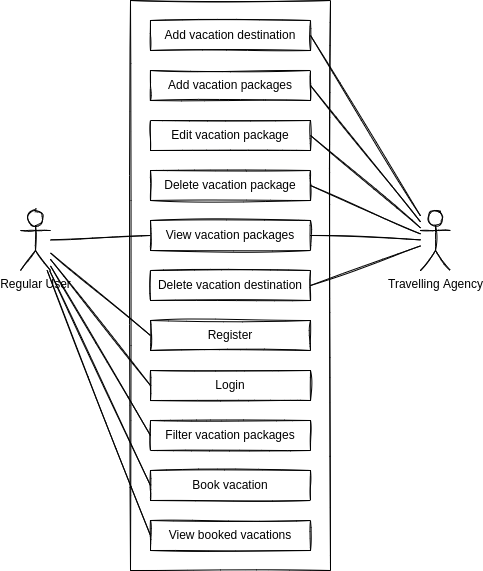 Add vacation destination
Add vacation packages
Edit vacation package
Delete vacation package
View vacation packages
Delete vacation destination
Regular User
Travelling Agency
Register
Login
Filter vacation packages
Book vacation
View booked vacations